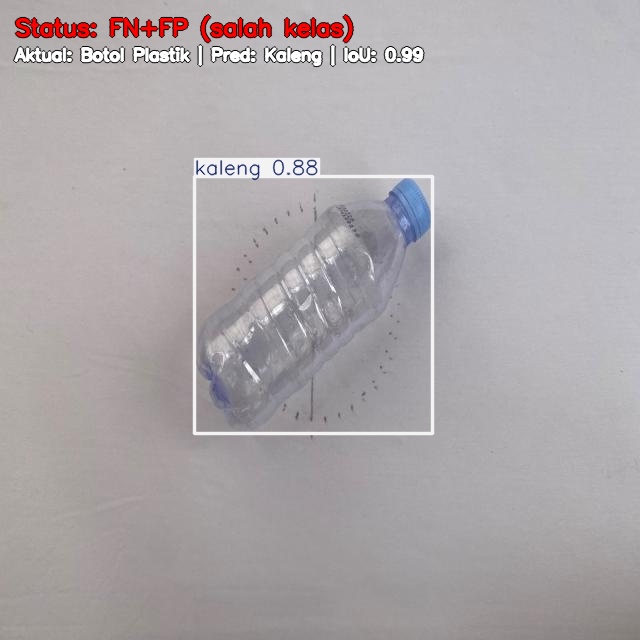 Status: FN+FP (salah kelas)
Aktual: Botol Plastik | Pred: Kaleng | IoU: 0.99
kaleng 0.88